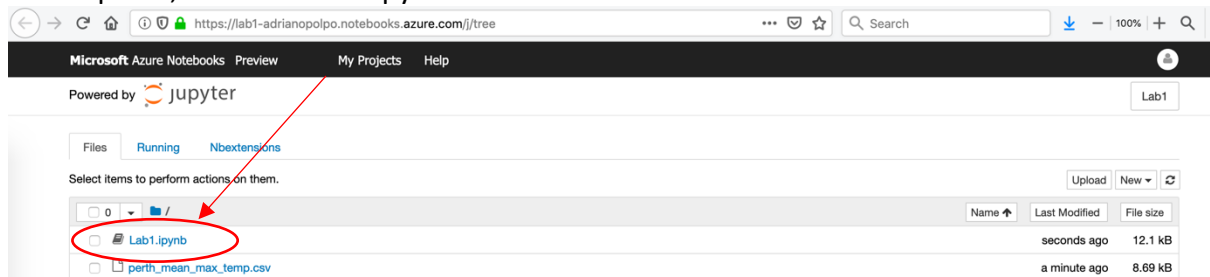 https://lab1-adrianopolpo.notebooks.azure.com/j/tree ••• Search 100%
Microsoft Azure Notebooks Preview My Projects Help
Powered by jupyter Lab1
Files Running Nbextensions
Select items to perform actions on them. Upload New
0 / Name Last Modified File size
Lab1.ipynb seconds ago 12.1 kB
perth_mean_max_temp.csv a minute ago 8.69 kB